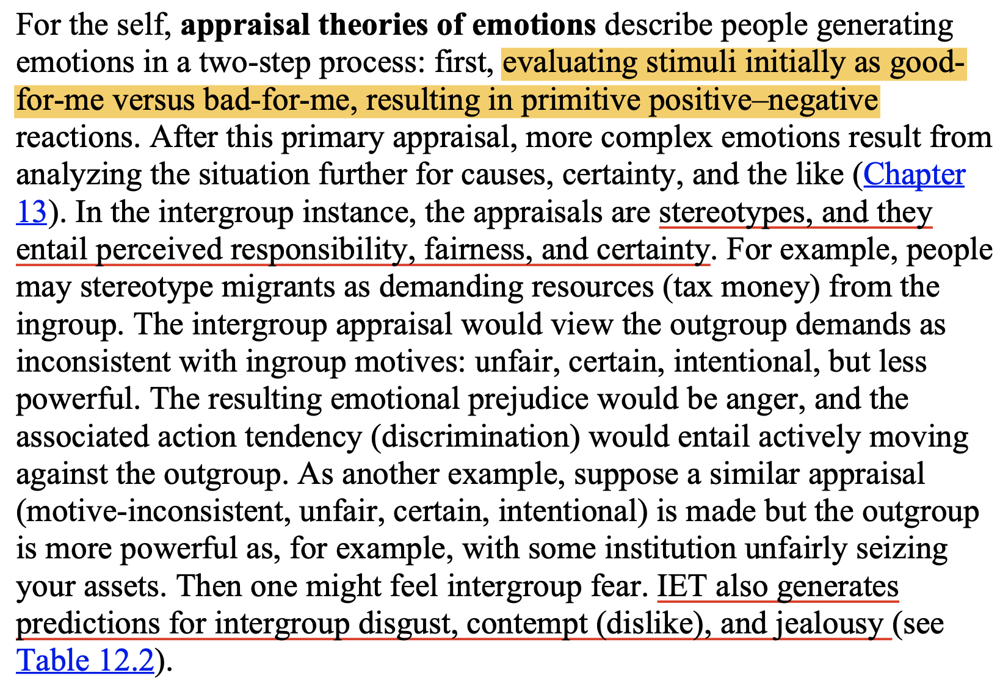 For the self, appraisal theories of emotions describe people generating
emotions in a two-step process: first, evaluating stimuli initially as good-
for-me versus bad-for-me, resulting in primitive positive–negative
reactions. After this primary appraisal, more complex emotions result from
analyzing the situation further for causes, certainty, and the like (Chapter
13). In the intergroup instance, the appraisals are stereotypes, and they
entail perceived responsibility, fairness, and certainty. For example, people
may stereotype migrants as demanding resources (tax money) from the
ingroup. The intergroup appraisal would view the outgroup demands as
inconsistent with ingroup motives: unfair, certain, intentional, but less
powerful. The resulting emotional prejudice would be anger, and the
associated action tendency (discrimination) would entail actively moving
against the outgroup. As another example, suppose a similar appraisal
(motive-inconsistent, unfair, certain, intentional) is made but the outgroup
is more powerful as, for example, with some institution unfairly seizing
your assets. Then one might feel intergroup fear. IET also generates
predictions for intergroup disgust, contempt (dislike), and jealousy (see
Table 12.2).